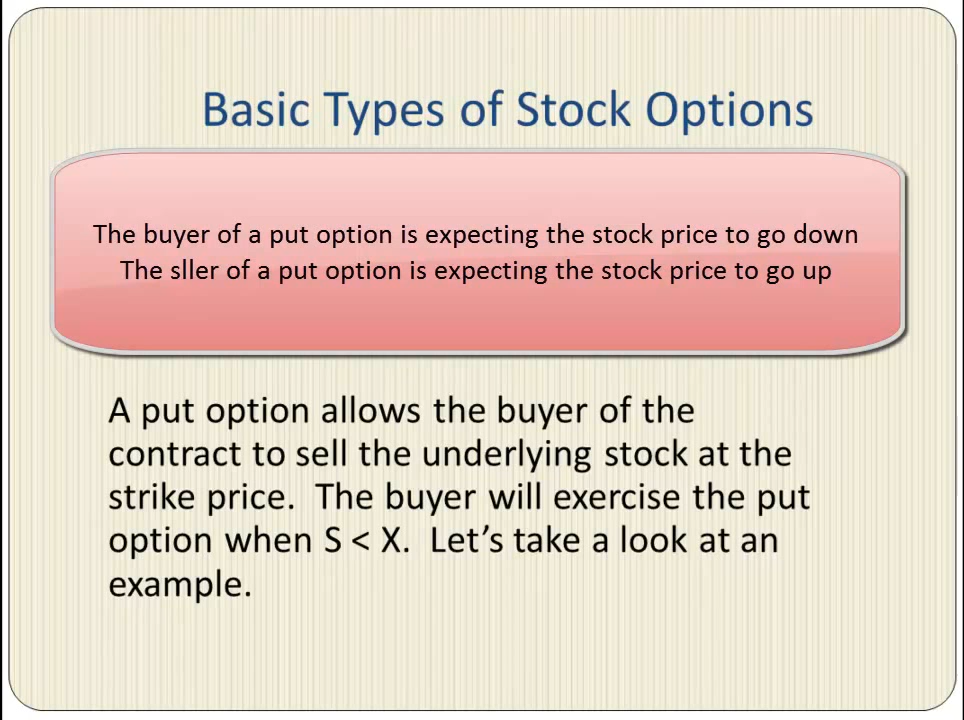 Basic Types of Stock Options
The buyer of a put option is expecting the stock price to go down
The sller of a put option is expecting the stock price to go up
A put option allows the buyer of the
contract to sell the underlying stock at the
strike price.  The buyer will exercise the put
option when S < X.  Let’s take a look at an
example.